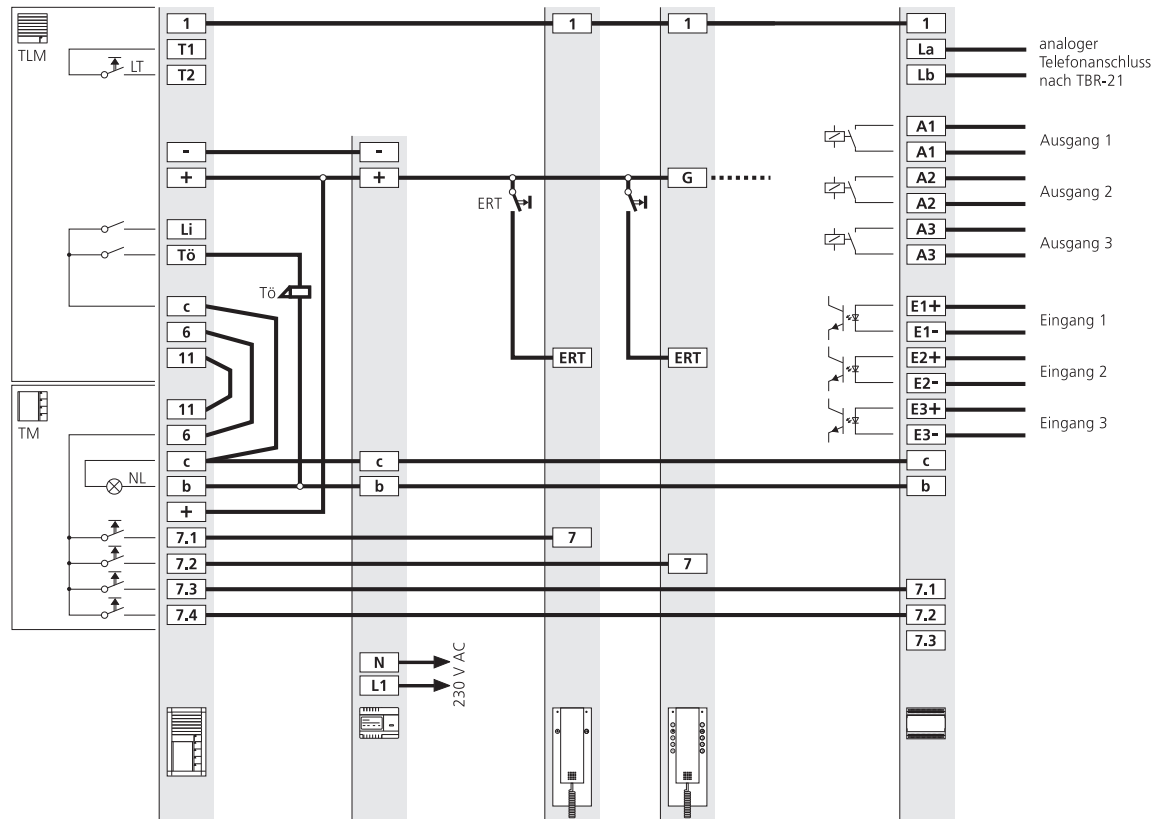 TLM
LT
1
T1
T2
-
+
Li
Tö
c
6
11
TM
NL
11
6
c
b
+
7.1
7.2
7.3
7.4
Tö
-
+
c
b
N
L1
230 V AC
1
ERT
ERT
7
1
G
ERT
7
1
La
Lb
A1
A1
A2
A2
A3
A3
E1+
E1-
E2+
E2-
E3+
E3-
c
b
7.1
7.2
7.3
analoger
Telefonanschluss
nach TBR-21
Ausgang 1
Ausgang 2
Ausgang 3
Eingang 1
Eingang 2
Eingang 3